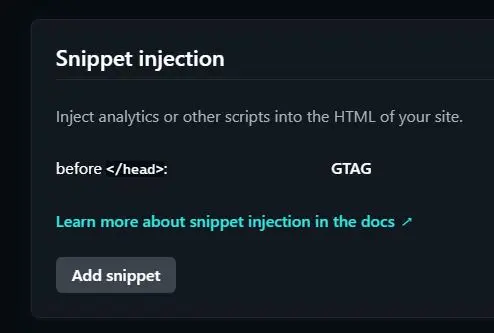 Snippet injection
Inject analytics or other scripts into the HTML of your site.
before </head>: GTAG
Learn more about snippet injection in the docs ↗
Add snippet